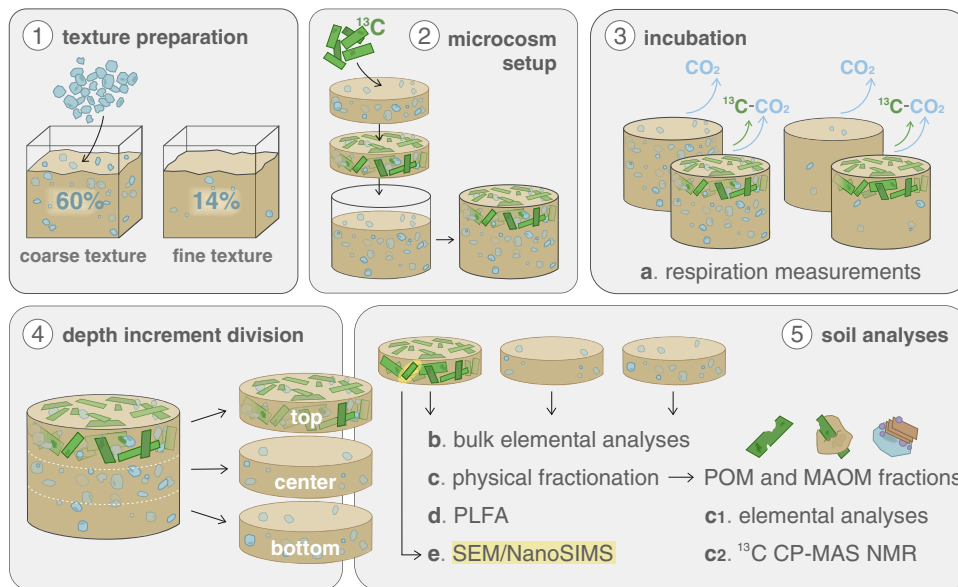 1 texture preparation
60%
14%
coarse texture
fine texture
¹³C
2 microcosm
setup
3 incubation
CO₂
¹³C-CO₂
CO₂
¹³C-CO₂
a. respiration measurements
4 depth increment division
top
center
bottom
5 soil analyses
b. bulk elemental analyses
c. physical fractionation
POM and MAOM fractions
d. PLFA
c1. elemental analyses
e. SEM/NanoSIMS
c2. ¹³C CP-MAS NMR